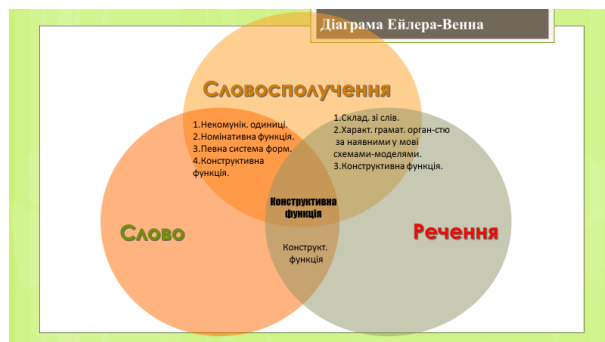 Діаграма Ейлера-Венна
Словосполучення
1.Некомунік. одиниці.
2.Номінативна функція.
3.Певна система форм.
4.Конструктивна
функція.
1.Склад. зі слів.
2.Характ. грамат. орган-стю
за наявними у мові
схемами-моделями.
3.Конструктивна функція.
Конструктивна
функція
Слово
Речення
Конструкт.
функція